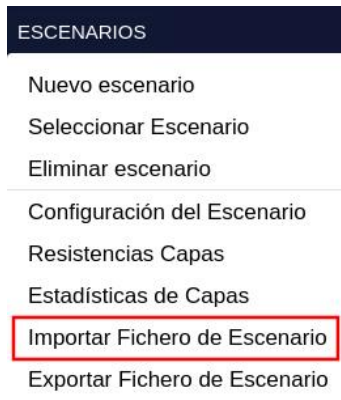 ESCENARIOS
Nuevo escenario
Seleccionar Escenario
Eliminar escenario
Configuración del Escenario
Resistencias Capas
Estadísticas de Capas
Importar Fichero de Escenario
Exportar Fichero de Escenario